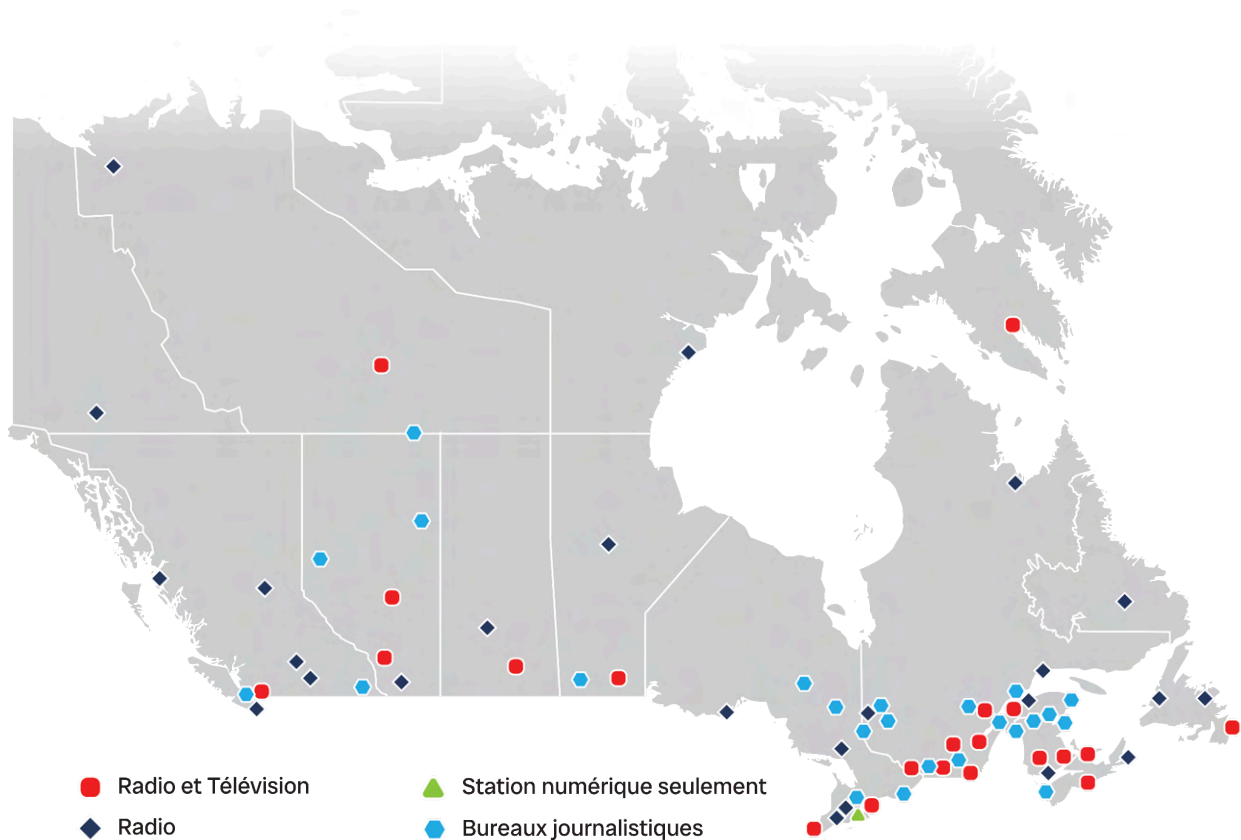 Radio et Télévision
Station numérique seulement
Radio
Bureaux journalistiques